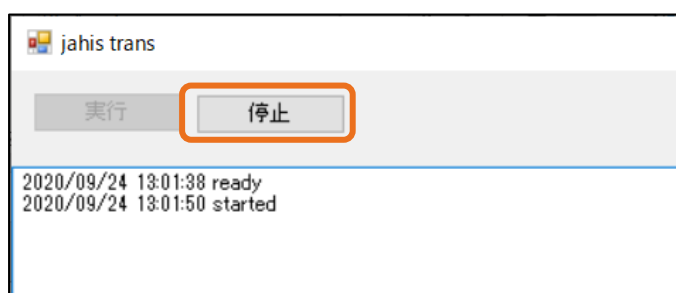 jahis trans
実行 停止
2020/09/24 13:01:38 ready
2020/09/24 13:01:50 started